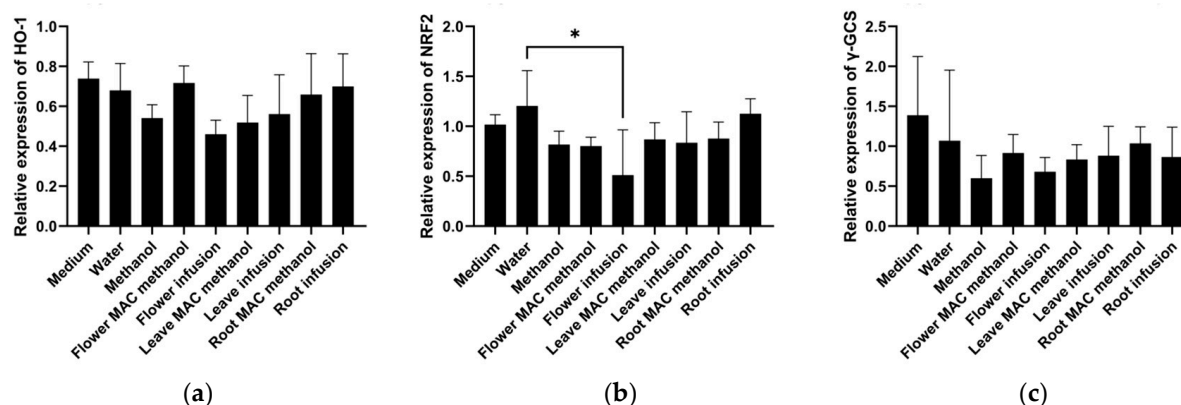 Relative expression of HO-1
1.0
0.8
0.6
0.4
0.2
0.0
Medium
Water
Methanol
Flower MAC methanol
Flower infusion
Leave MAC methanol
Leave infusion
Root MAC methanol
Root infusion
(a)
Relative expression of NRF2
2.0
1.5
1.0
0.5
0.0
*
Medium
Water
Methanol
Flower MAC methanol
Flower infusion
Leave MAC methanol
Leave infusion
Root MAC methanol
Root infusion
(b)
Relative expression of γ-GCS
2.5
2.0
1.5
1.0
0.5
0.0
Medium
Water
Methanol
Flower MAC methanol
Flower infusion
Leave MAC methanol
Leave infusion
Root MAC methanol
Root infusion
(c)